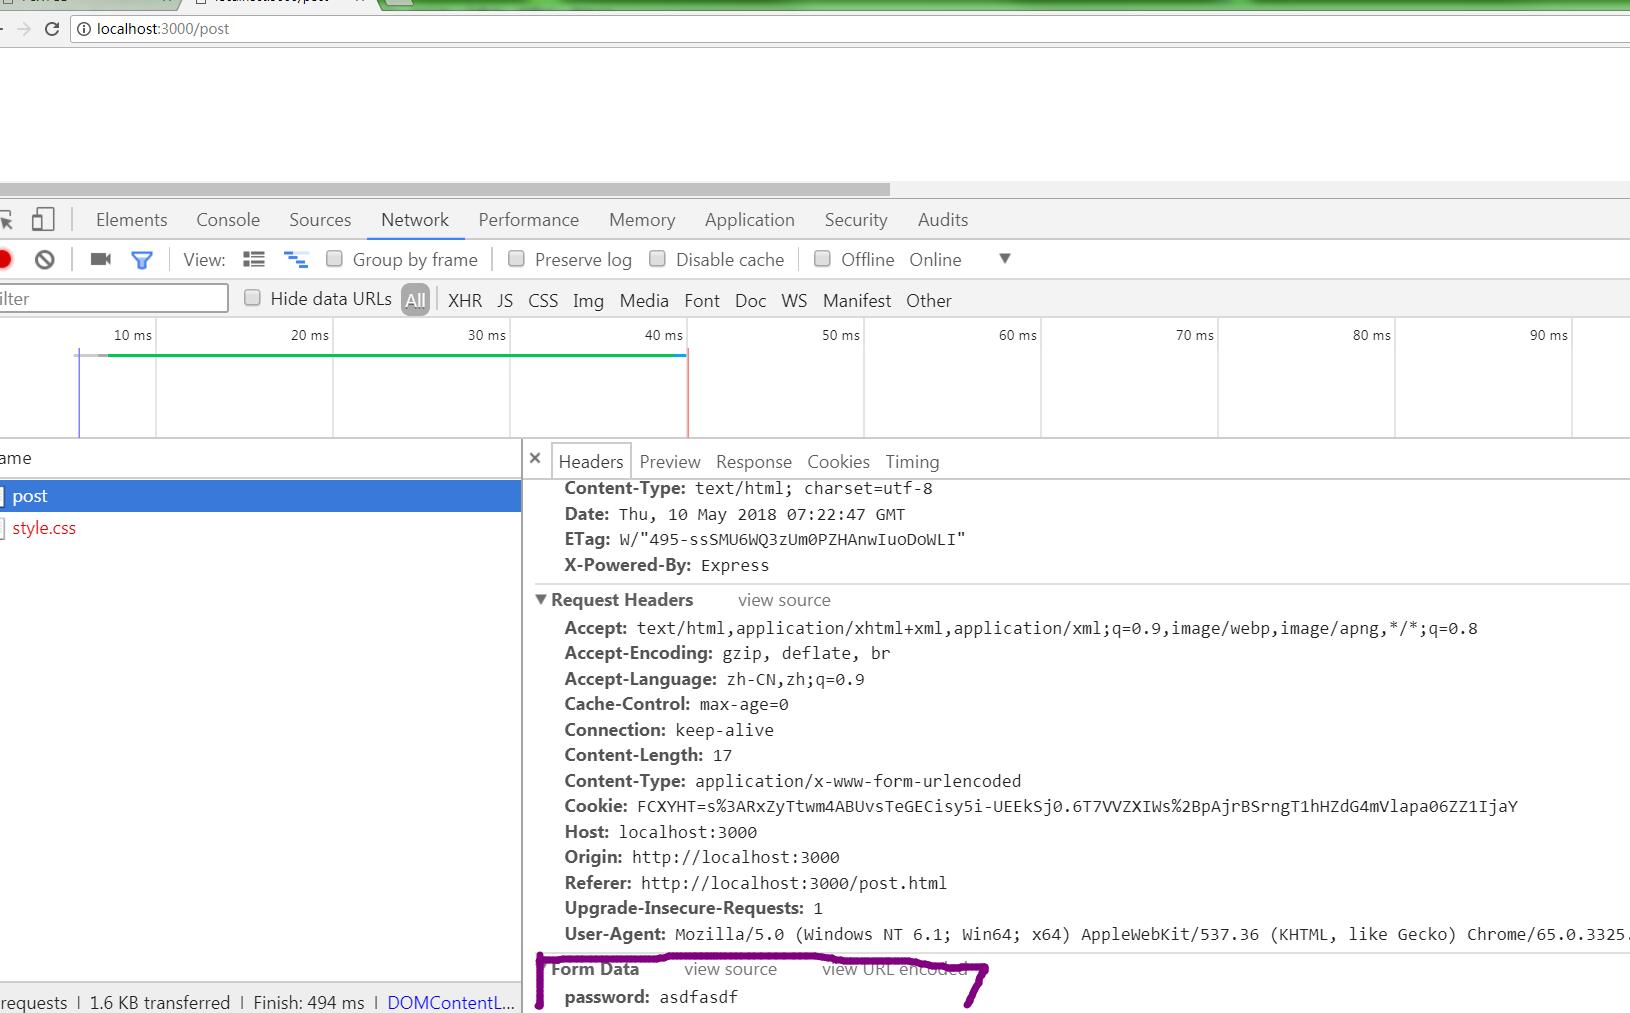 localhost:3000/post
Elements Console Sources Network Performance Memory Application Security Audits
View: Group by frame Preserve log Disable cache Offline Online
ilter Hide data URLs All XHR JS CSS Img Media Font Doc WS Manifest Other
10 ms 20 ms 30 ms 40 ms 50 ms 60 ms 70 ms 80 ms 90 ms
ame
× Headers Preview Response Cookies Timing
post
style.css
Content-Type: text/html; charset=utf-8
Date: Thu, 10 May 2018 07:22:47 GMT
ETag: W/"495-ssSMU6WQ3zUm0PZHAnwIuoDoWLI"
X-Powered-By: Express
Request Headers view source
Accept: text/html,application/xhtml+xml,application/xml;q=0.9,image/webp,image/apng,*/*;q=0.8
Accept-Encoding: gzip, deflate, br
Accept-Language: zh-CN,zh;q=0.9
Cache-Control: max-age=0
Connection: keep-alive
Content-Length: 17
Content-Type: application/x-www-form-urlencoded
Cookie: FCXYHT=s%3ARxZyTtwm4ABUvsTeGECisy5i-UEEkSj0.6T7VVZXIWs%2BpAjrBSrngT1hHZdG4mVlapa06ZZ1IjaY
Host: localhost:3000
Origin: http://localhost:3000
Referer: http://localhost:3000/post.html
Upgrade-Insecure-Requests: 1
User-Agent: Mozilla/5.0 (Windows NT 6.1; Win64; x64) AppleWebKit/537.36 (KHTML, like Gecko) Chrome/65.0.3325.
Form Data view source view URL encoded
password: asdfasdf
requests | 1.6 KB transferred | Finish: 494 ms | DOMContentL...